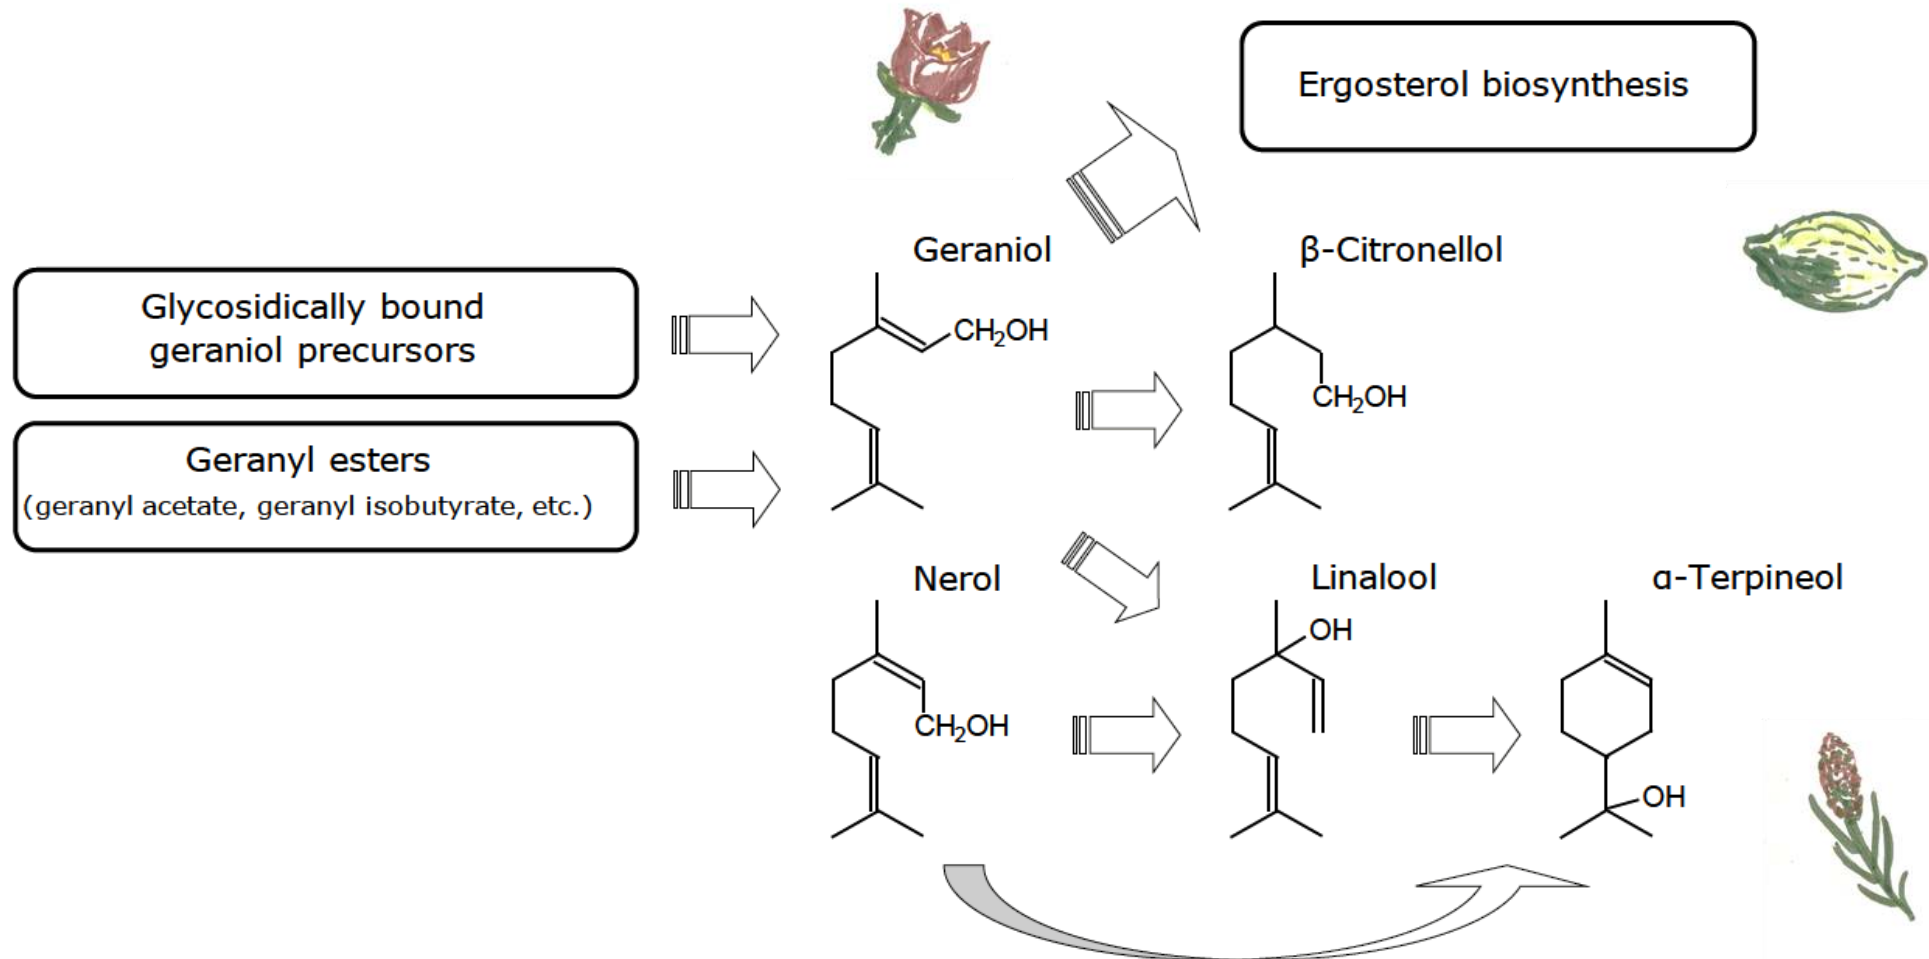 Ergosterol biosynthesis
Geraniol
β-Citronellol
Glycosidically bound
geraniol precursors
CH₂OH
CH₂OH
Geranyl esters
(geranyl acetate, geranyl isobutyrate, etc.)
Nerol
Linalool
α-Terpineol
OH
CH₂OH
OH